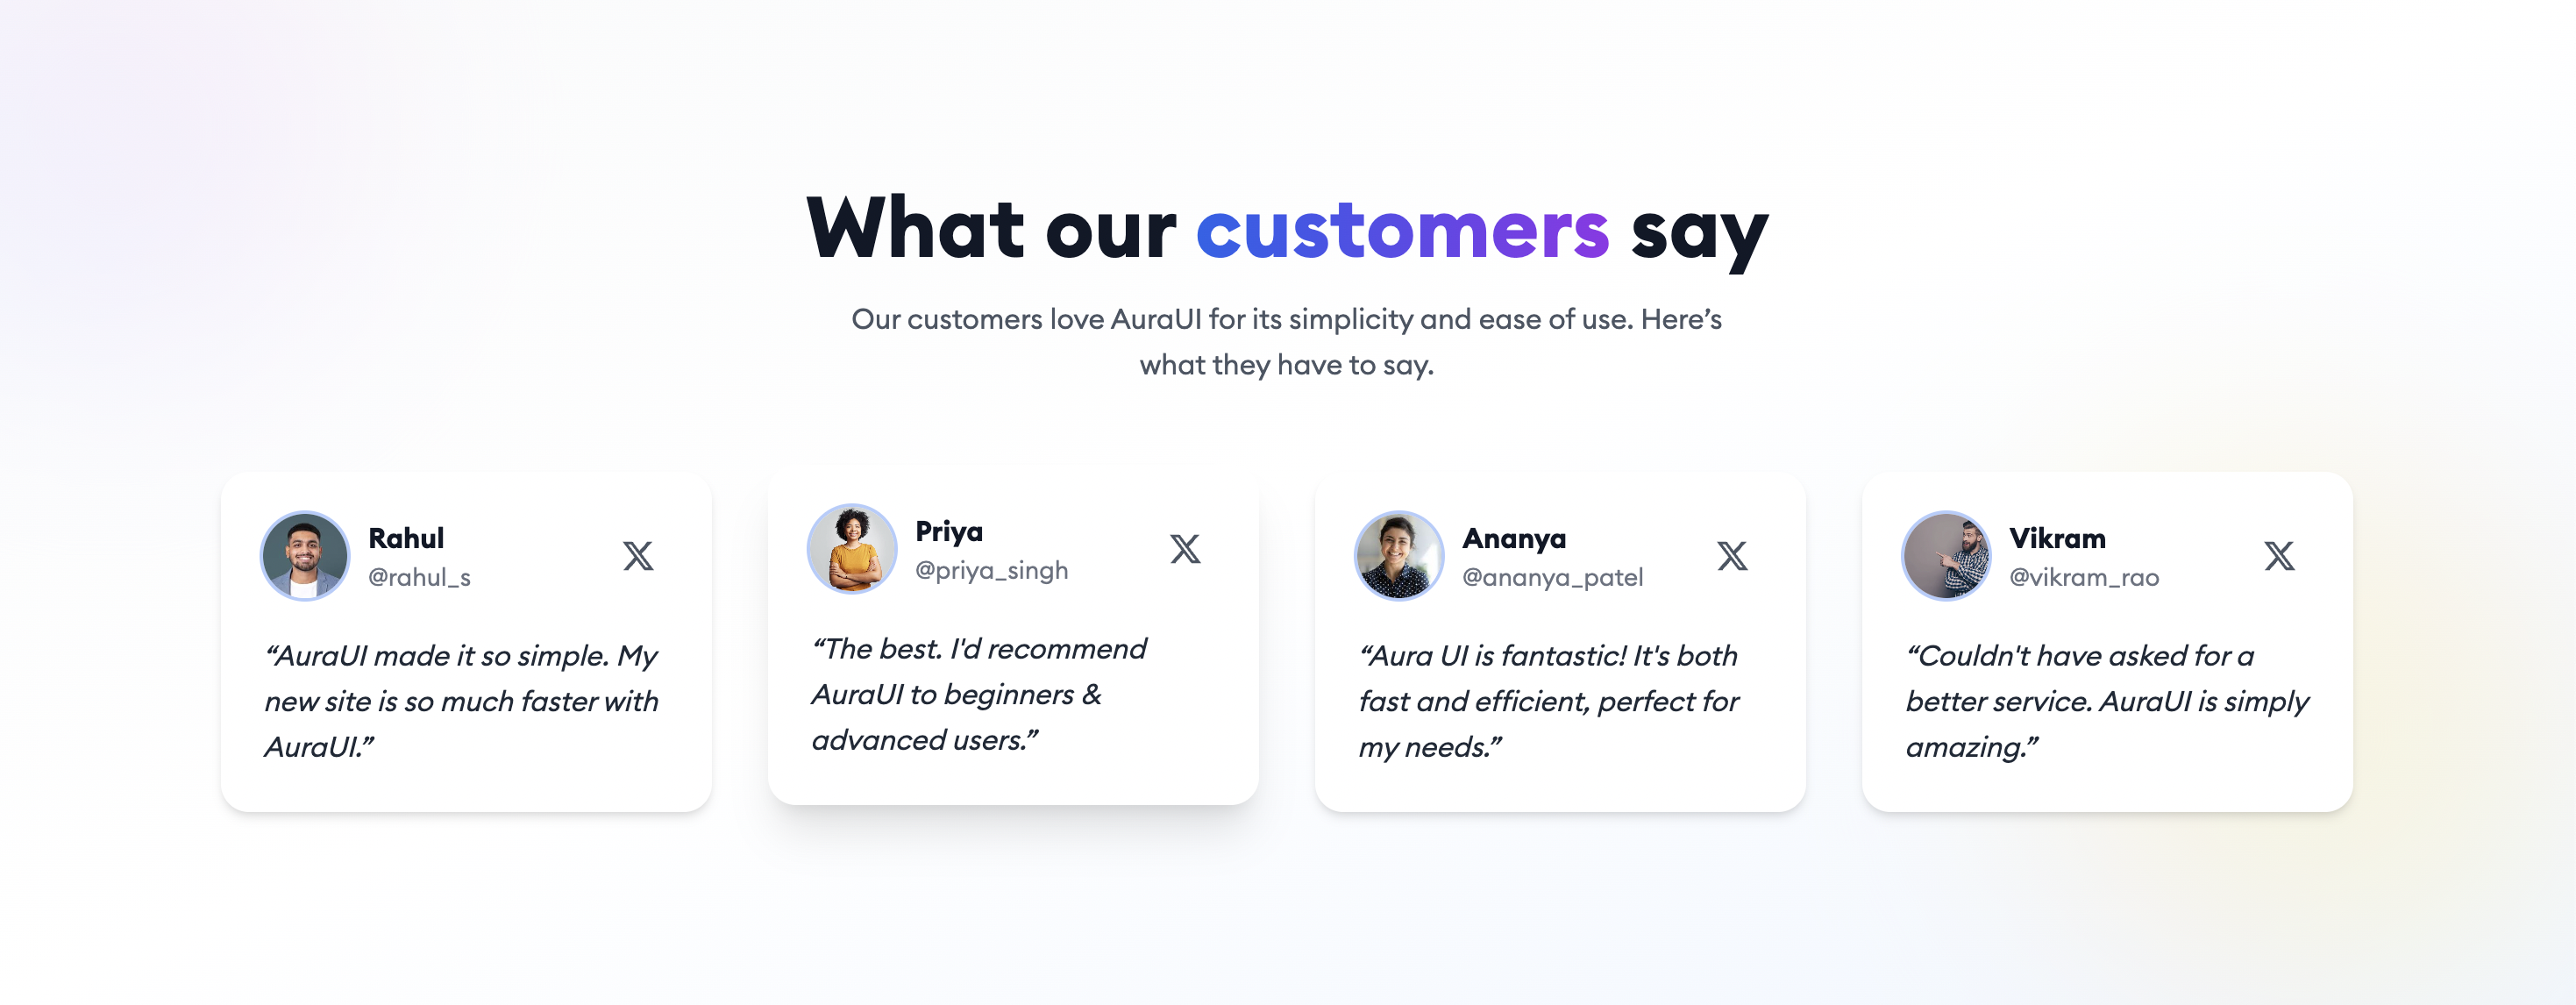 What our customers say
Our customers love AuraUI for its simplicity and ease of use. Here’s
what they have to say.
Rahul
@rahul_s
“AuraUI made it so simple. My
new site is so much faster with
AuraUI.”
Priya
@priya_singh
“The best. I'd recommend
AuraUI to beginners &
advanced users.”
Ananya
@ananya_patel
“Aura UI is fantastic! It's both
fast and efficient, perfect for
my needs.”
Vikram
@vikram_rao
“Couldn't have asked for a
better service. AuraUI is simply
amazing.”